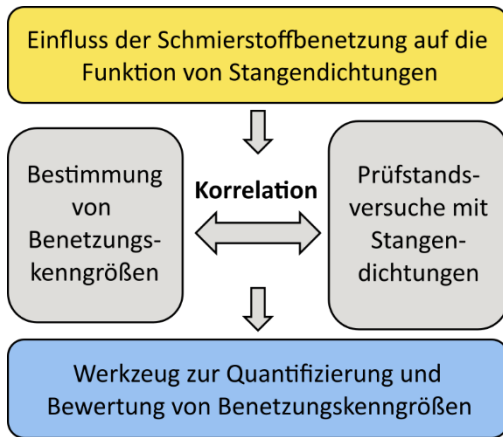 Einfluss der Schmierstoffbenetzung auf die
Funktion von Stangendichtungen
Bestimmung
von
Benetzungs-
kenngrößen
Korrelation
Prüfstands-
versuche mit
Stangen-
dichtungen
Werkzeug zur Quantifizierung und
Bewertung von Benetzungskenngrößen